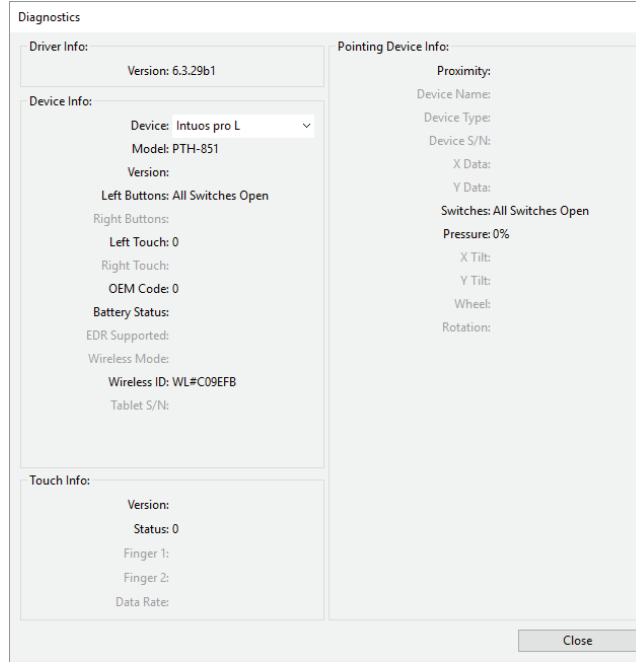 Diagnostics
Driver Info:
Version: 6.3.29b1
Device Info:
Device: Intuos pro L
Model: PTH-851
Version:
Left Buttons: All Switches Open
Right Buttons:
Left Touch: 0
Right Touch:
OEM Code: 0
Battery Status:
EDR Supported:
Wireless Mode:
Wireless ID: WL#C09EFB
Tablet S/N:
Touch Info:
Version:
Status: 0
Finger 1:
Finger 2:
Data Rate:
Pointing Device Info:
Proximity:
Device Name:
Device Type:
Device S/N:
X Data:
Y Data:
Switches: All Switches Open
Pressure: 0%
X Tilt:
Y Tilt:
Wheel:
Rotation:
Close